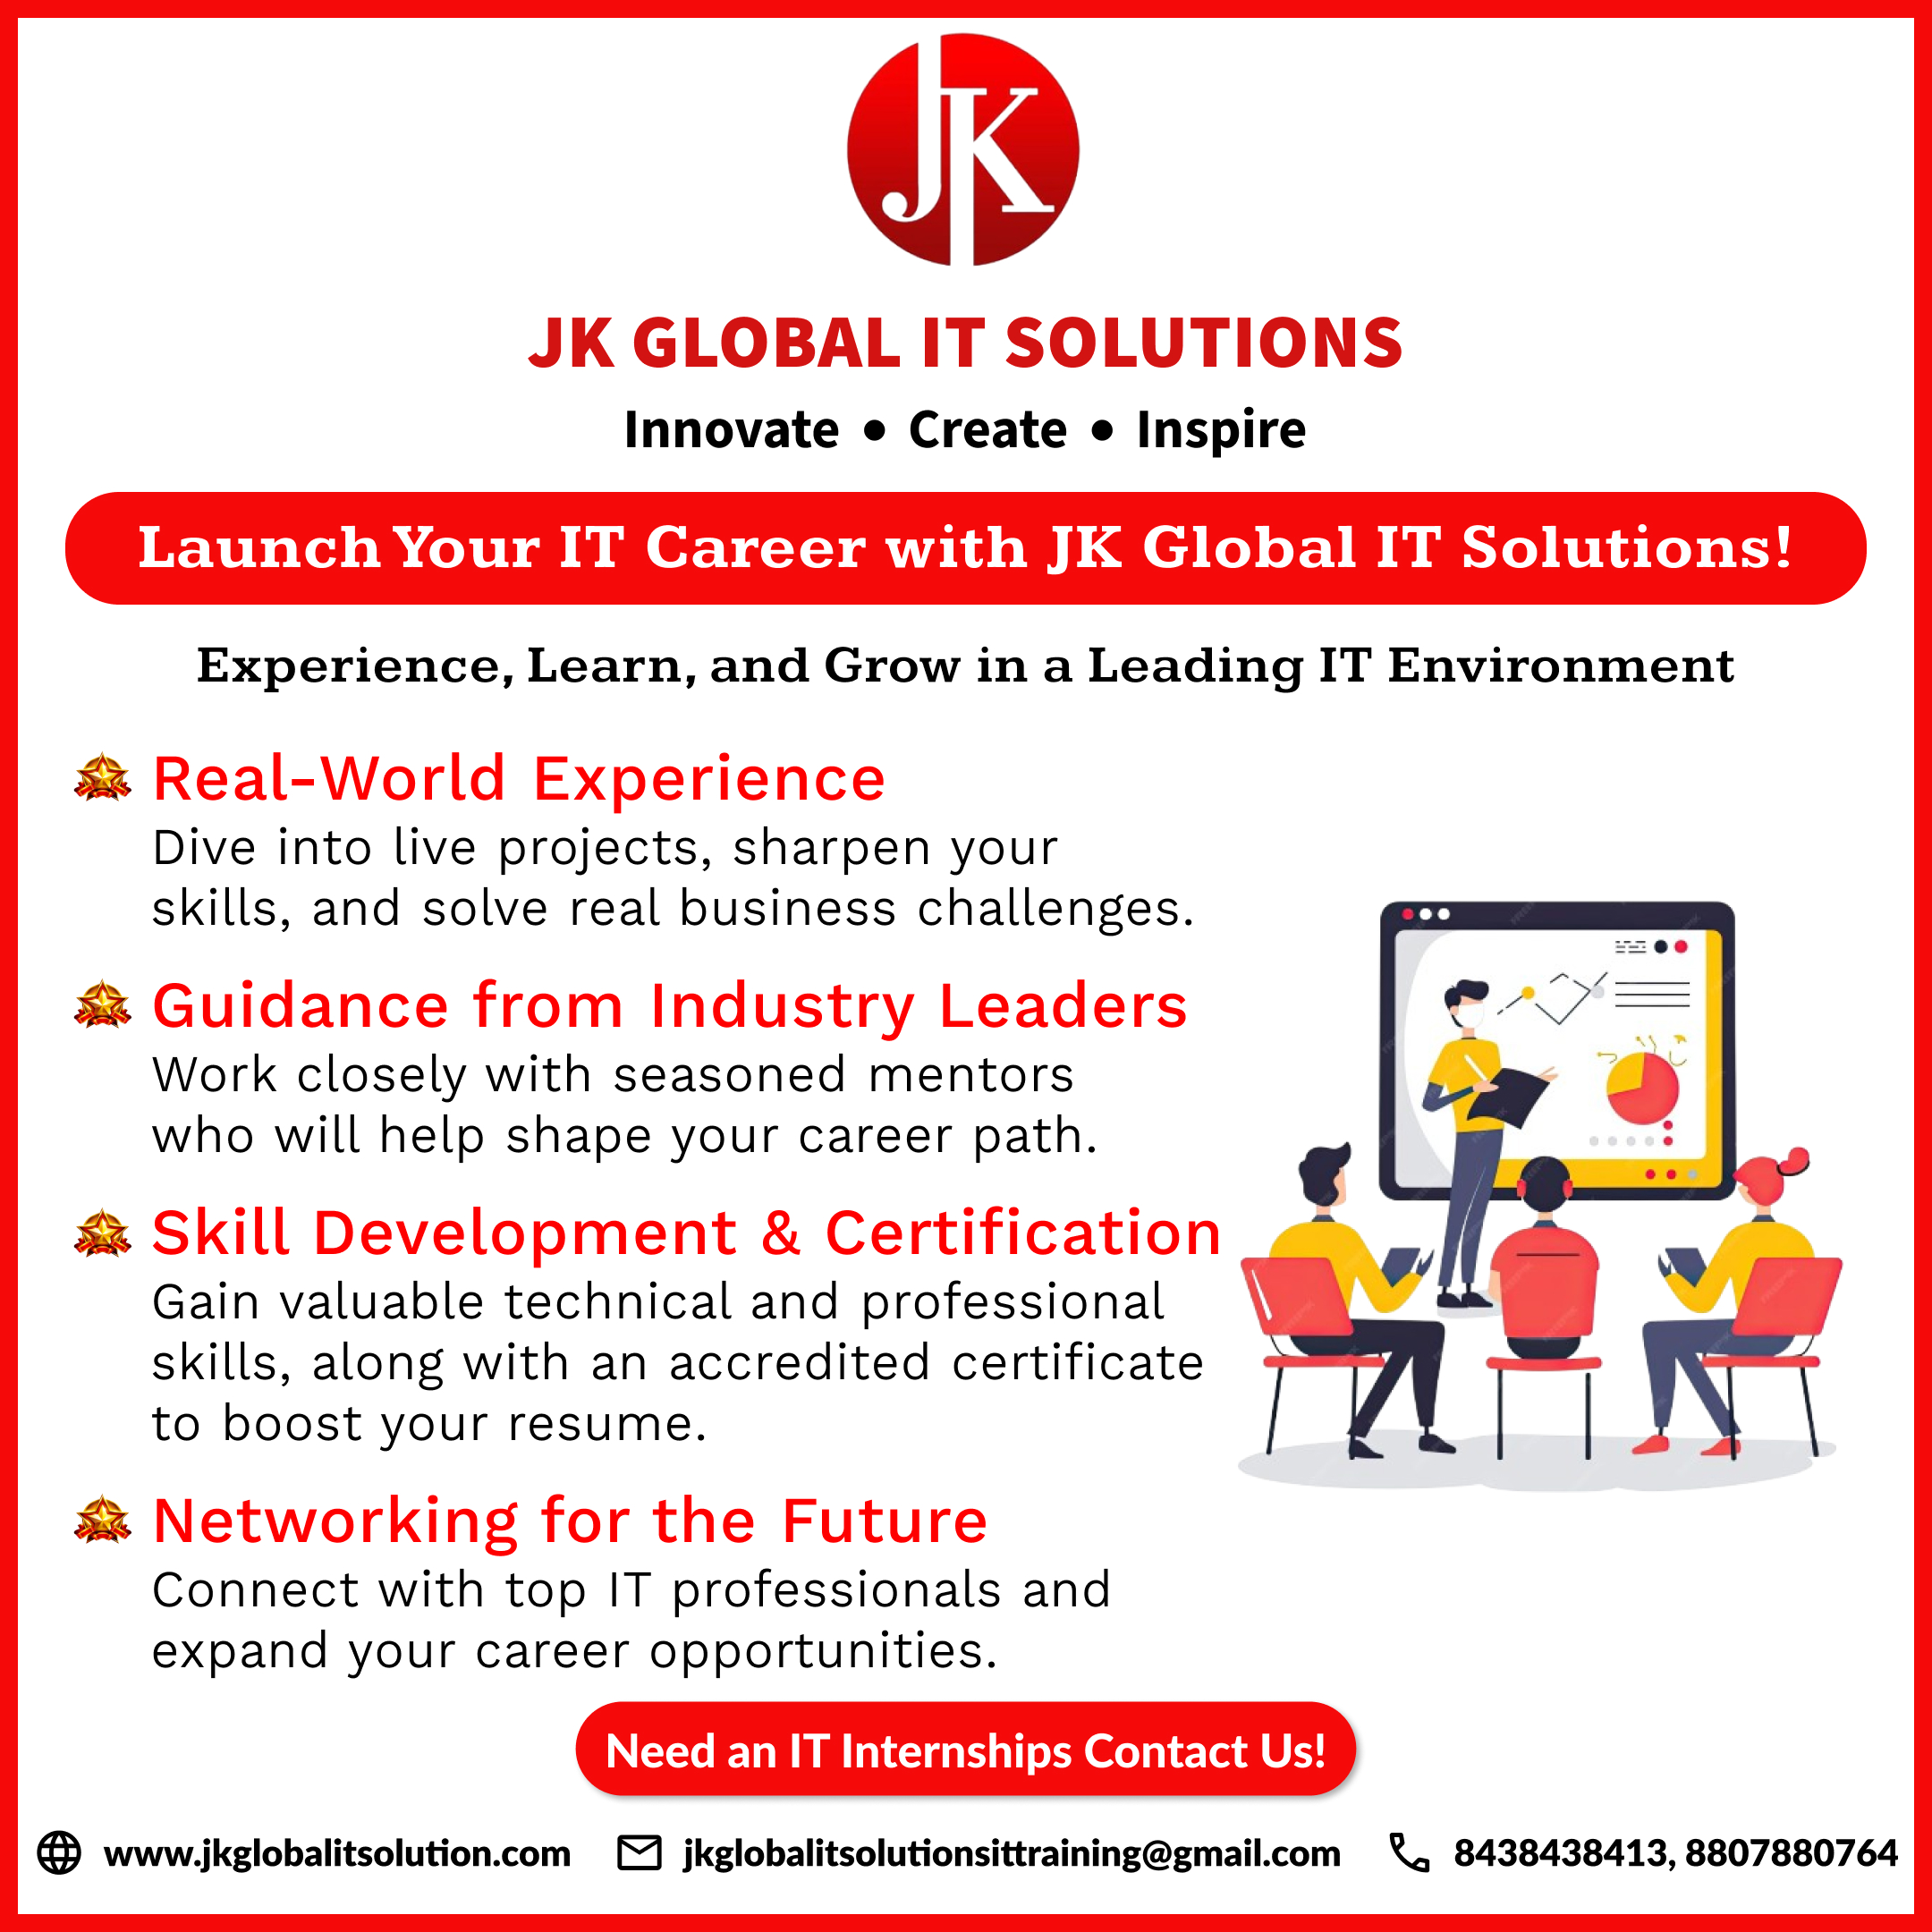 JK
JK GLOBAL IT SOLUTIONS
Innovate • Create • Inspire
Launch Your IT Career with JK Global IT Solutions!
Experience, Learn, and Grow in a Leading IT Environment
Real-World Experience
Dive into live projects, sharpen your
skills, and solve real business challenges.
Guidance from Industry Leaders
Work closely with seasoned mentors
who will help shape your career path.
Skill Development & Certification
Gain valuable technical and professional
skills, along with an accredited certificate
to boost your resume.
Networking for the Future
Connect with top IT professionals and
expand your career opportunities.
Need an IT Internships Contact Us!
www.jkglobalitsolution.com jkglobalitsolutionsittraining@gmail.com 8438438413, 8807880764